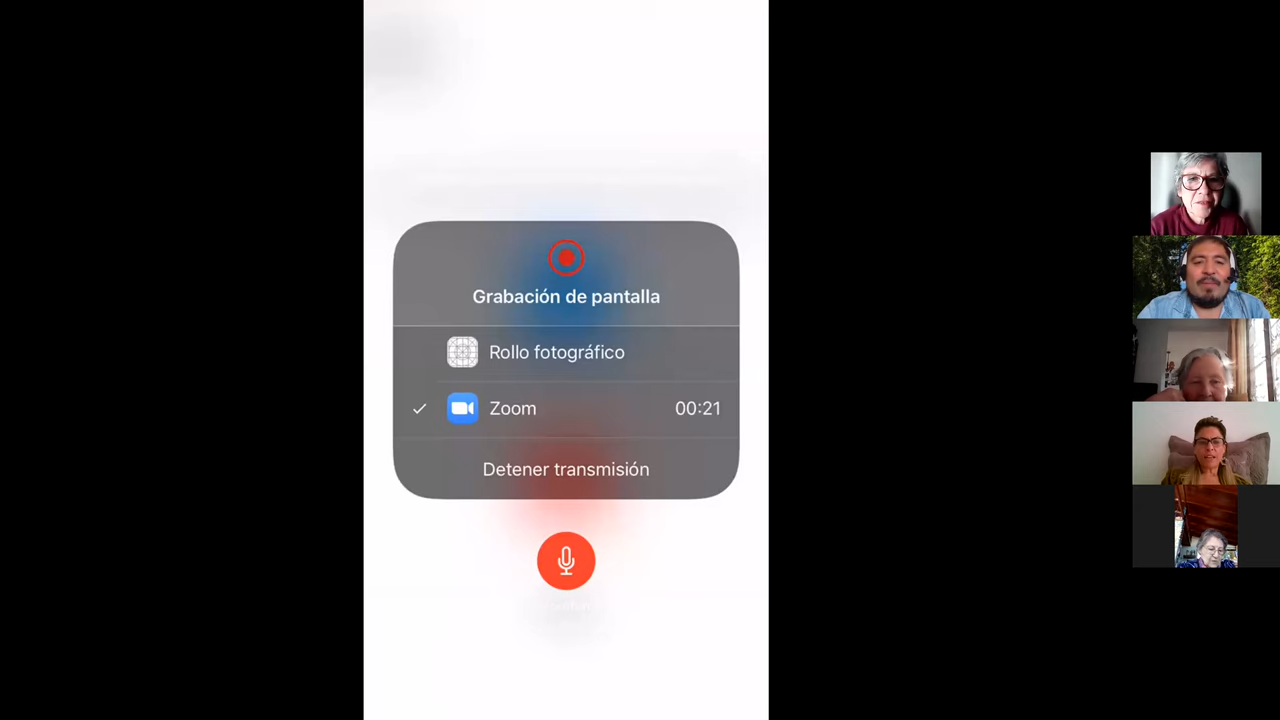 Grabación de pantalla
Rollo fotográfico
Zoom 00:21
Detener transmisión